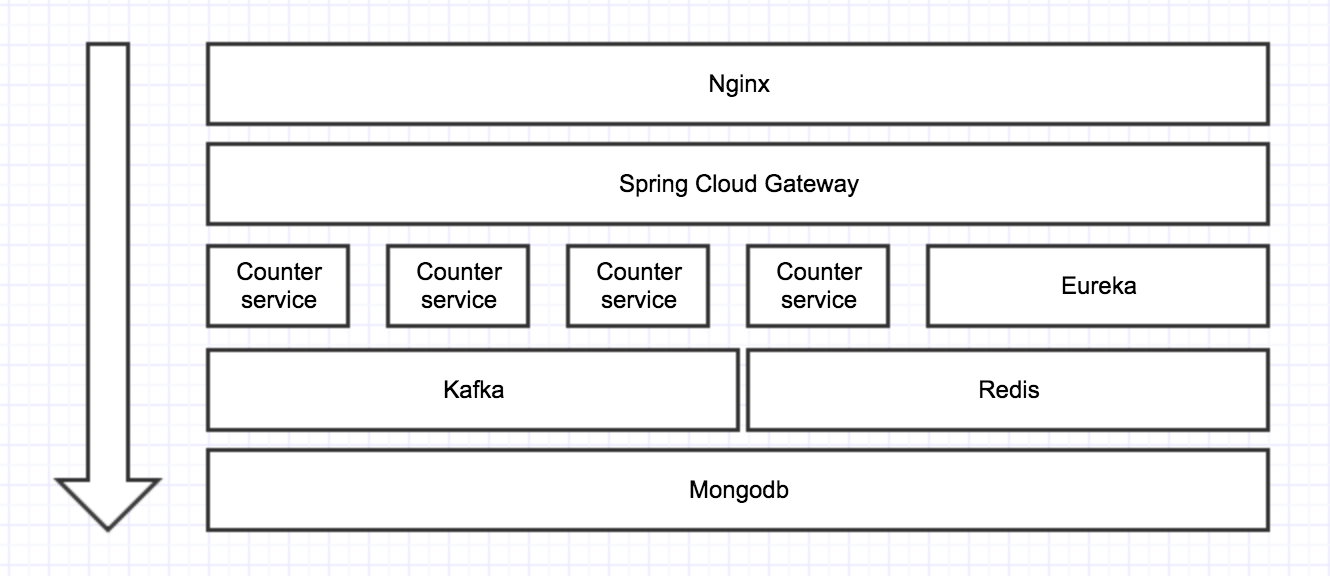 Nginx
Spring Cloud Gateway
Counter
service
Counter
service
Counter
service
Counter
service
Eureka
Kafka
Redis
Mongodb